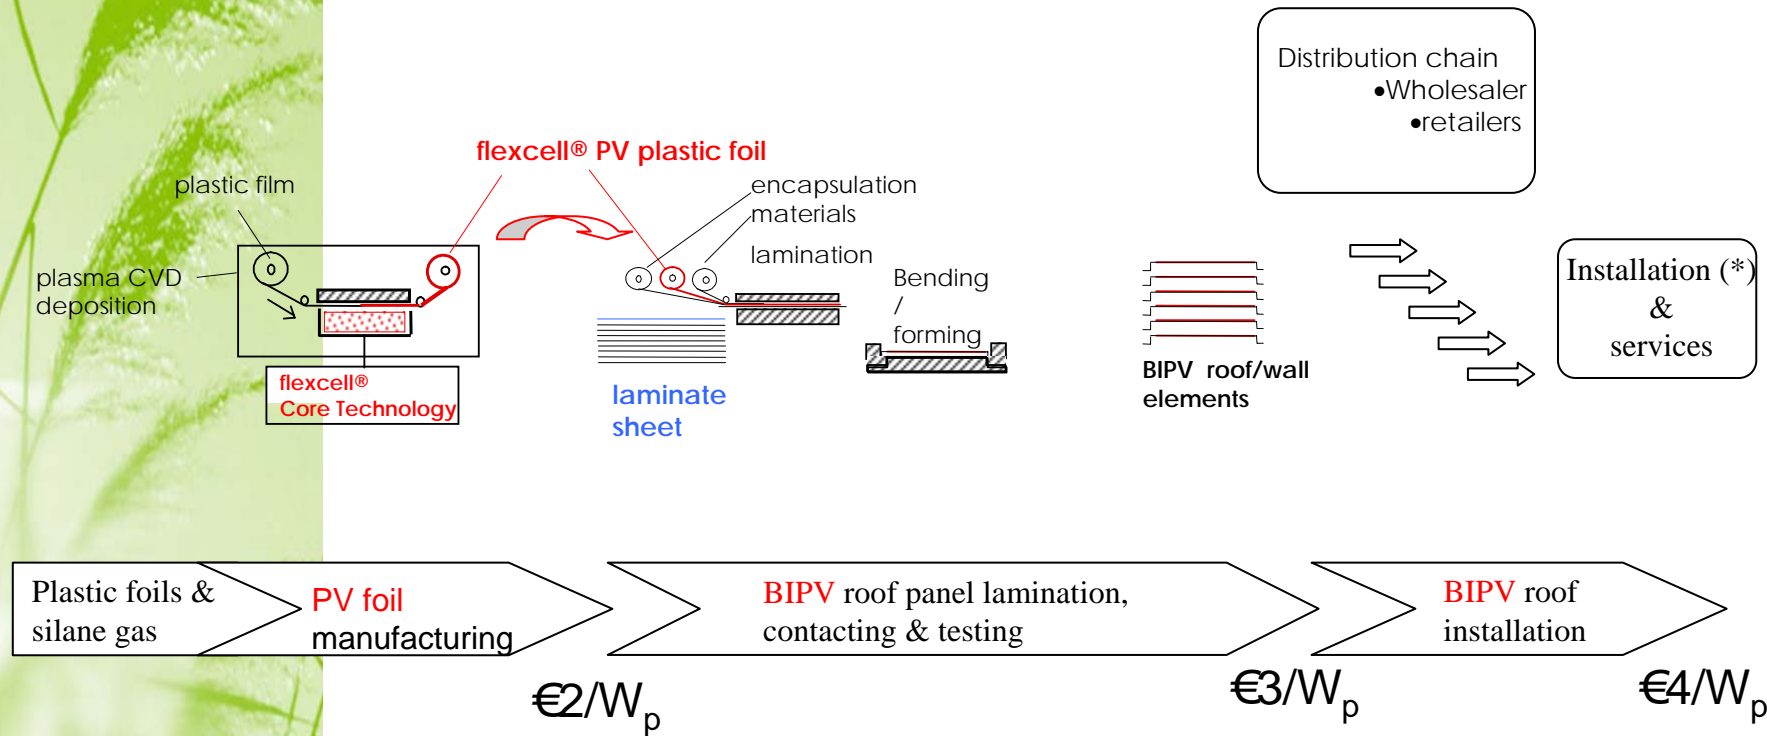 Distribution chain
•Wholesaler
•retailers
flexcell® PV plastic foil
plastic film
encapsulation
materials
lamination
plasma CVD
deposition
Bending
/
forming
Installation (*)
&
services
flexcell®
Core Technology
laminate
sheet
BIPV roof/wall
elements
Plastic foils &
silane gas
PV foil
manufacturing
BIPV roof panel lamination,
contacting & testing
BIPV roof
installation
€2/Wp
€3/Wp
€4/Wp